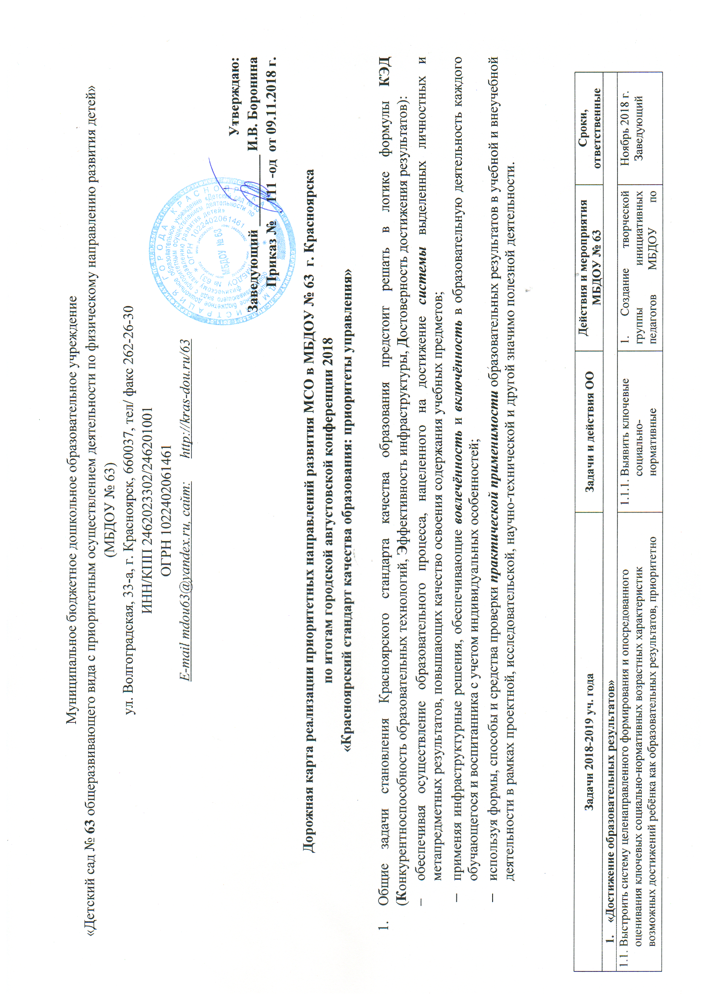 Муниципальное бюджетное дошкольное образовательное учреждение
«Детский сад № 63 общеразвивающего вида с приоритетным осуществлением деятельности по физическому направлению развития детей»
(МБДОУ № 63)
ул. Волгоградская, 33-а, г. Красноярск, 660037, тел/ факс 262-26-30
ИНН/КПП 2462023302/246201001
ОГРН 1022402061461
E-mail mdou63@yandex.ru, сайт: http://kras-dou.ru/63
Утверждаю:
Заведующий И.В. Боронина
Приказ № 111 -од от 09.11.2018 г.
АДМИНИСТРАЦИЯ ГОРОДА КРАСНОЯРСКА
ОГРН 1022402061461
(МБДОУ № 63)
МБДОУ № 63
Дорожная карта реализации приоритетных направлений развития МСО в МБДОУ № 63 г. Красноярска
по итогам городской августовской конференции 2018
«Красноярский стандарт качества образования: приоритеты управления»
1. Общие задачи становления Красноярского стандарта качества образования предстоит решать в логике формулы КЭД
(Конкурентноспособность образовательных технологий, Эффективность инфраструктуры, Достоверность достижения результатов):
– обеспечивая осуществление образовательного процесса, нацеленного на достижение системы выделенных личностных и
метапредметных результатов, повышающих качество освоения содержания учебных предметов;
– применяя инфраструктурные решения, обеспечивающие вовлечённость и включённость в образовательную деятельность каждого
обучающегося и воспитанника с учетом индивидуальных особенностей;
– используя формы, способы и средства проверки практической применимости образовательных результатов в учебной и внеучебной
деятельности в рамках проектной, исследовательской, научно-технической и другой значимо полезной деятельности.
Задачи 2018-2019 уч. года
Задачи и действия ОО
Действия и мероприятия
МБДОУ № 63
Сроки,
ответственные
1. «Достижение образовательных результатов»
1.1. Выстроить систему целенаправленного формирования и опосредованного
оценивания ключевых социально-нормативных возрастных характеристик
возможных достижений ребёнка как образовательных результатов, приоритетно
1.1.1. Выявить ключевые
социально-
нормативные
1. Создание творческой
группы инициативных
педагогов МБДОУ по
Ноябрь 2018 г.
Заведующий